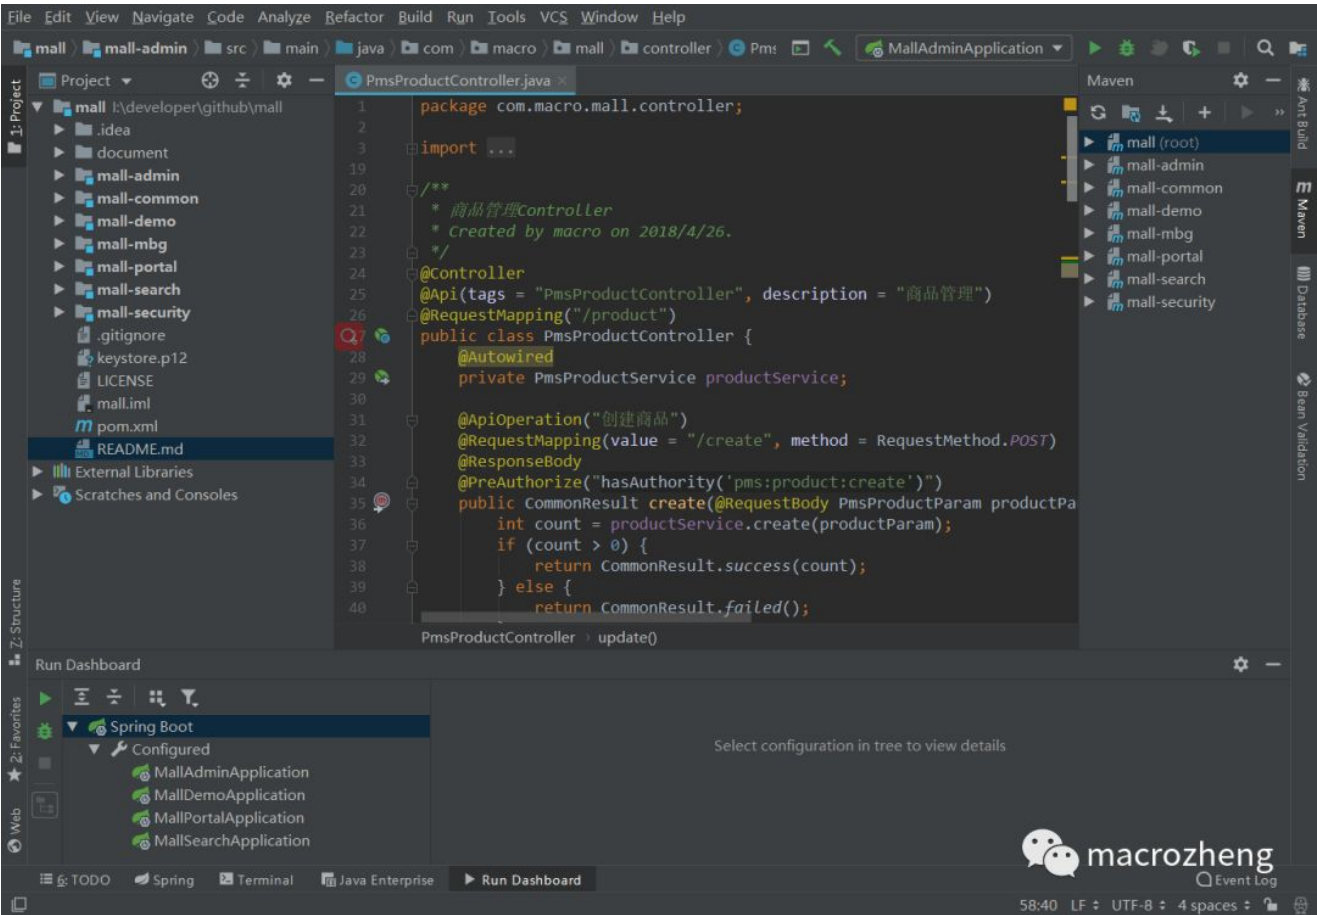 File Edit View Navigate Code Analyze Refactor Build Run Tools VCS Window Help
mall mall-admin src main java com macro mall controller Pms MallAdminApplication
Project
PmsProductController.java
Maven
1: Project
mall I:\developer\github\mall
.idea
document
mall-admin
mall-common
mall-demo
mall-mbg
mall-portal
mall-search
mall-security
.gitignore
keystore.p12
LICENSE
mall.iml
pom.xml
README.md
External Libraries
Scratches and Consoles
1 package com.macro.mall.controller;
2
3 import ...
19
20 /**
21 * 商品管理Controller
22 * Created by macro on 2018/4/26.
23 */
24 @Controller
25 @Api(tags = "PmsProductController", description = "商品管理")
26 @RequestMapping("/product")
27 public class PmsProductController {
28 @Autowired
29 private PmsProductService productService;
30
31 @ApiOperation("创建商品")
32 @RequestMapping(value = "/create", method = RequestMethod.POST)
33 @ResponseBody
34 @PreAuthorize("hasAuthority('pms:product:create')")
35 public CommonResult create(@RequestBody PmsProductParam productPa
36 int count = productService.create(productParam);
37 if (count > 0) {
38 return CommonResult.success(count);
39 } else {
40 return CommonResult.failed();
PmsProductController update()
mall (root)
mall-admin
mall-common
mall-demo
mall-mbg
mall-portal
mall-search
mall-security
Ant Build
Maven
Database
Bean Validation
Z: Structure
2: Favorites
Web
Run Dashboard
Spring Boot
Configured
MallAdminApplication
MallDemoApplication
MallPortalApplication
MallSearchApplication
Select configuration in tree to view details
macrozheng
6: TODO Spring Terminal Java Enterprise Run Dashboard Event Log
58:40 LF UTF-8 4 spaces